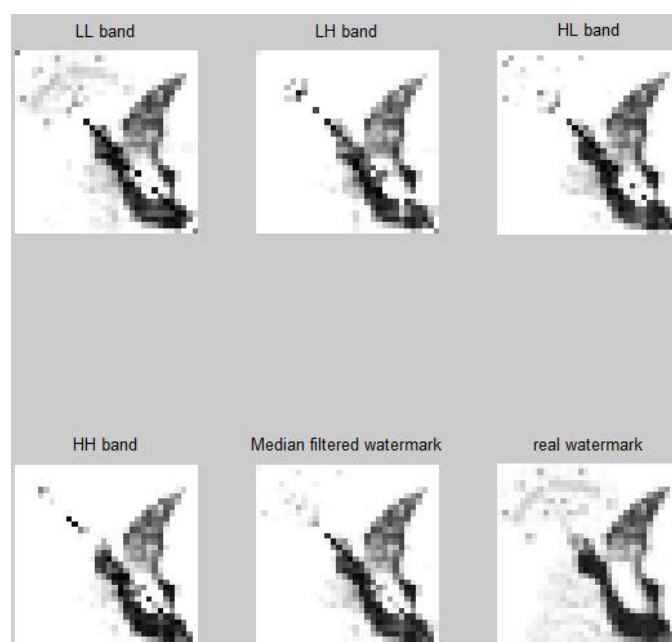 LL band
LH band
HL band
HH band
Median filtered watermark
real watermark